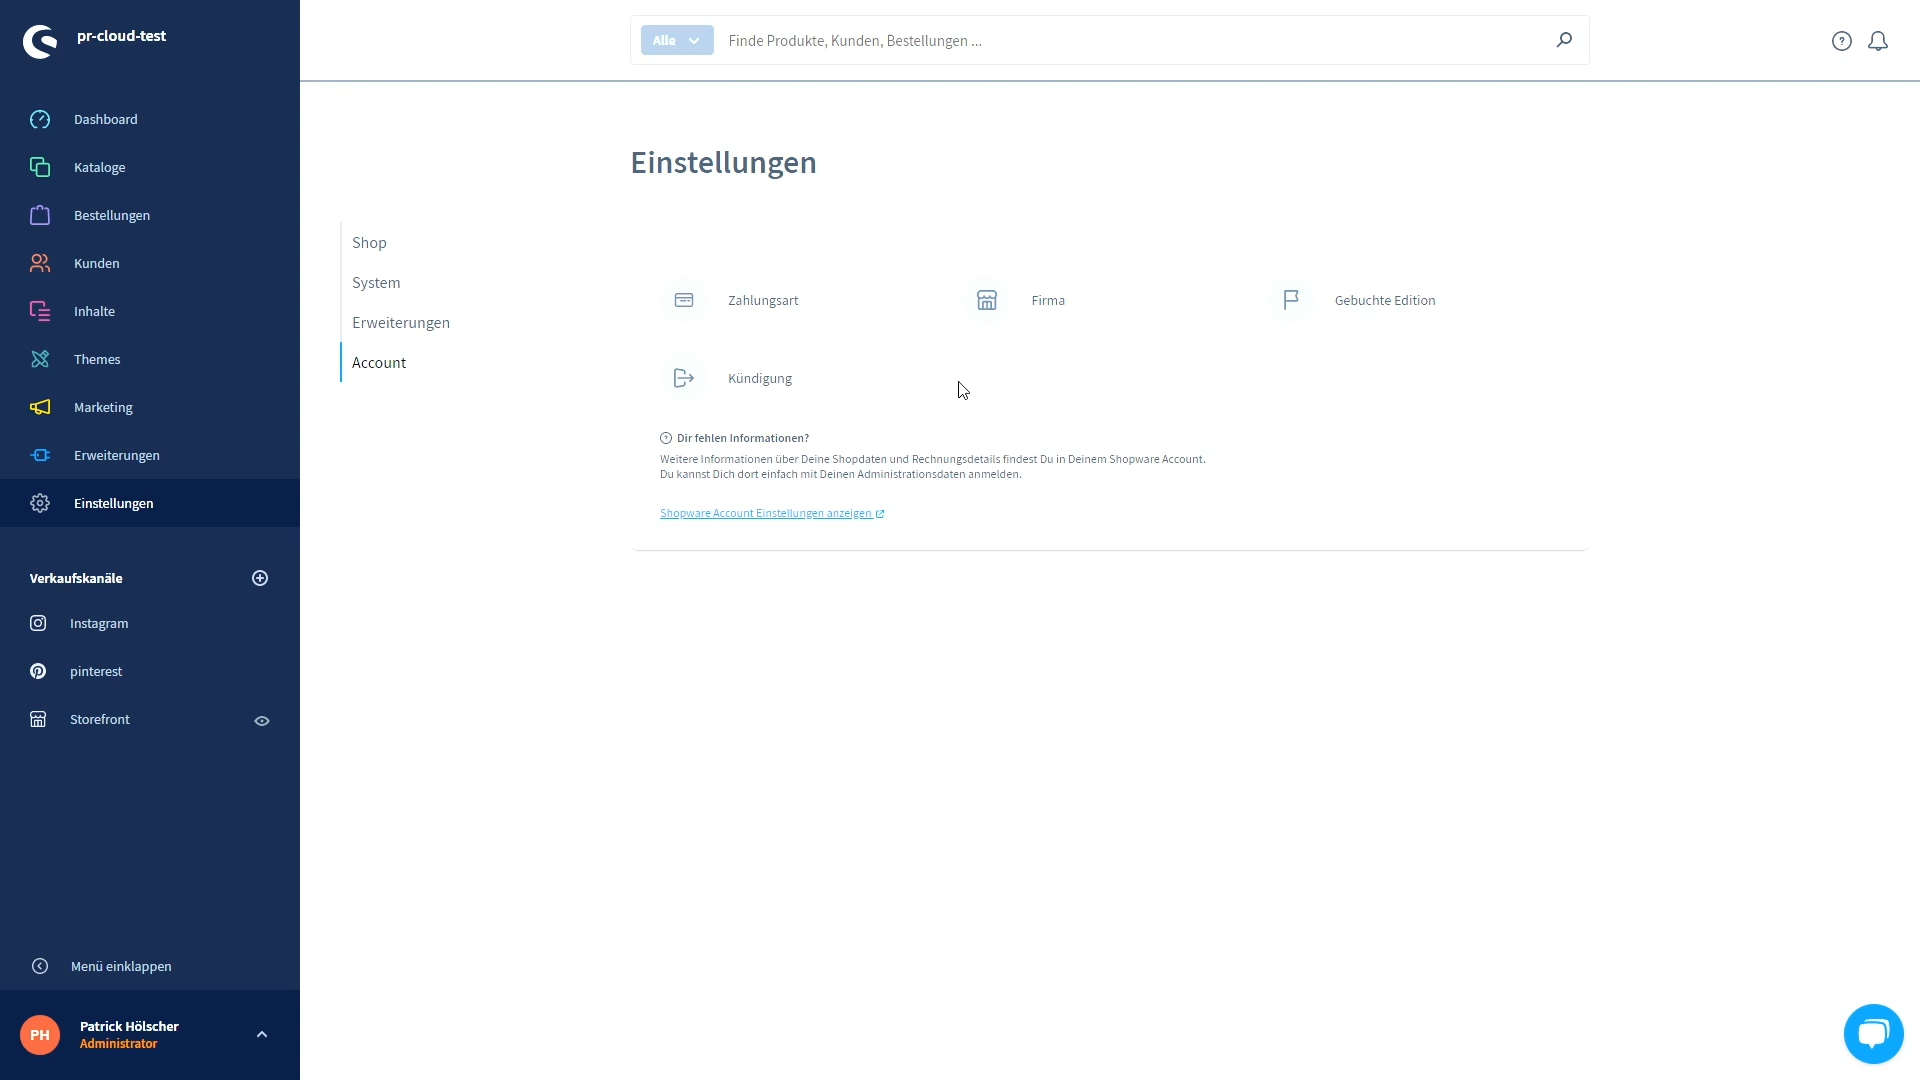 pr-cloud-test
Alle
Finde Produkte, Kunden, Bestellungen ...
Dashboard
Kataloge
Bestellungen
Kunden
Inhalte
Themes
Marketing
Erweiterungen
Einstellungen
Verkaufskanäle
Instagram
pinterest
Storefront
Menü einklappen
PH
Patrick Hölscher
Administrator
Einstellungen
Shop
System
Erweiterungen
Account
Zahlungsart
Firma
Gebuchte Edition
Kündigung
Dir fehlen Informationen?
Weitere Informationen über Deine Shopdaten und Rechnungsdetails findest Du in Deinem Shopware Account.
Du kannst Dich dort einfach mit Deinen Administrationsdaten anmelden.
Shopware Account Einstellungen anzeigen